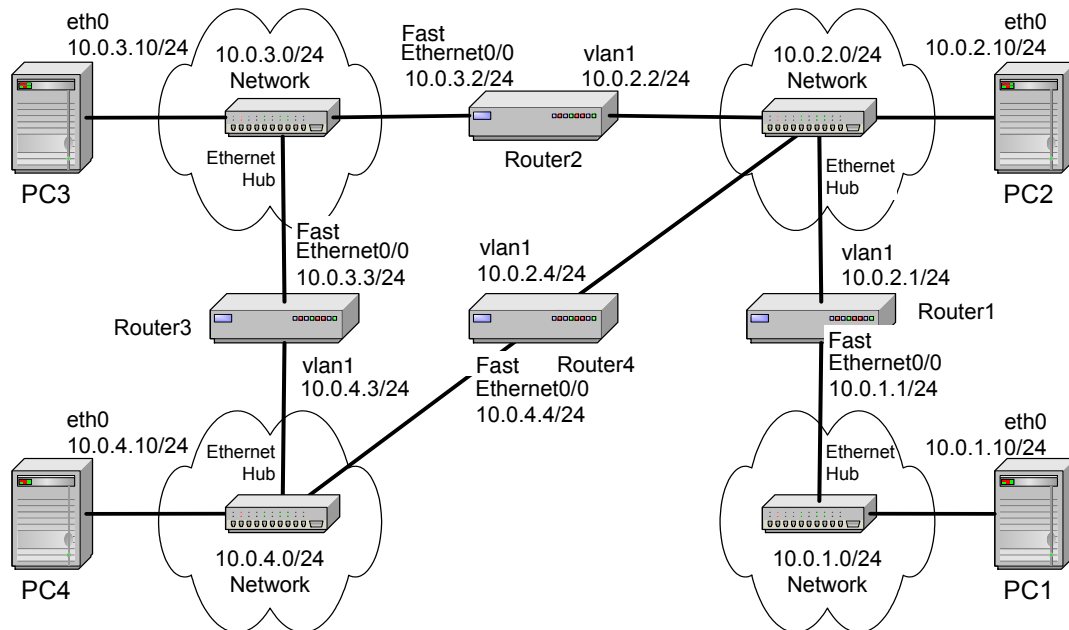 eth0
10.0.3.10/24
10.0.3.0/24
Network
Fast
Ethernet0/0
10.0.3.2/24
vlan1
10.0.2.2/24
10.0.2.0/24
Network
eth0
10.0.2.10/24
PC3
Ethernet
Hub
Router2
Ethernet
Hub
PC2
Fast
Ethernet0/0
10.0.3.3/24
vlan1
10.0.2.4/24
vlan1
10.0.2.1/24
Router3
Router4
Router1
vlan1
10.0.4.3/24
Fast
Ethernet0/0
10.0.4.4/24
Fast
Ethernet0/0
10.0.1.1/24
eth0
10.0.4.10/24
Ethernet
Hub
Ethernet
Hub
eth0
10.0.1.10/24
PC4
10.0.4.0/24
Network
10.0.1.0/24
Network
PC1